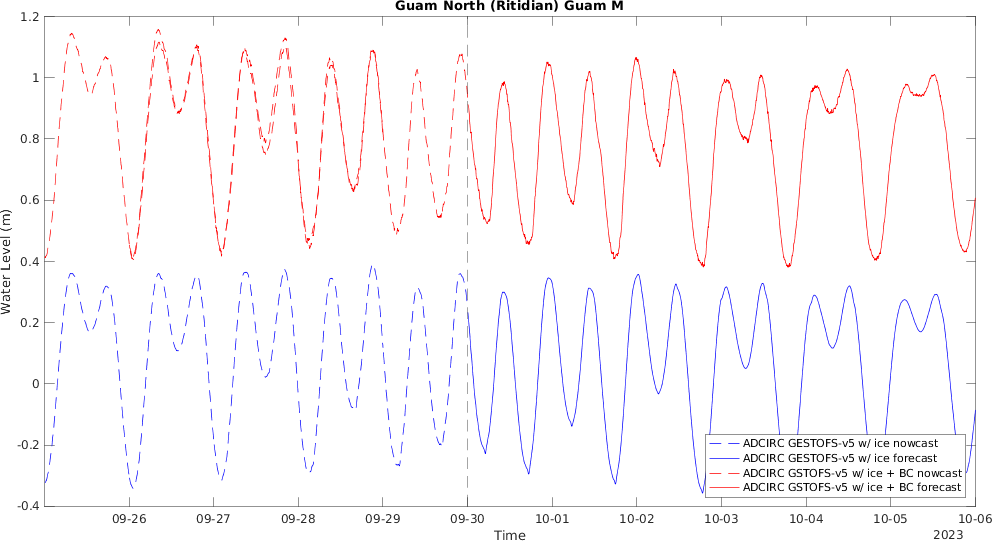 Guam North (Ritidian) Guam M
1.2
1
0.8
0.6
0.4
0.2
0
-0.2
-0.4
Water Level (m)
ADCIRC GESTOFS-v5 w/ ice nowcast
ADCIRC GESTOFS-v5 w/ ice forecast
ADCIRC GSTOFS-v5 w/ ice + BC nowcast
ADCIRC GSTOFS-v5 w/ ice + BC forecast
09-26 09-27 09-28 09-29 09-30 10-01 10-02 10-03 10-04 10-05 10-06
Time
2023